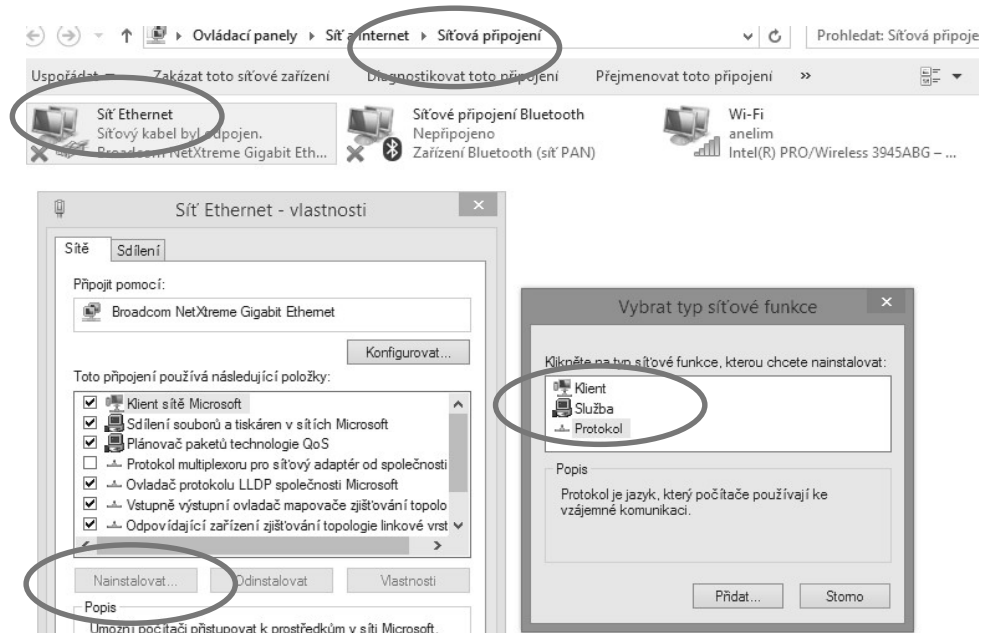 Ovládací panely ▸ Síť a Internet ▸ Síťová připojení
Prohledat: Síťová připoje
Uspořádat
Zakázat toto síťové zařízení
Diagnostikovat toto připojení
Přejmenovat toto připojení
»
Síť Ethernet
Síťový kabel byl odpojen.
Broadcom NetXtreme Gigabit Eth...
Síťové připojení Bluetooth
Nepřipojeno
Zařízení Bluetooth (síť PAN)
Wi-Fi
anelim
Intel(R) PRO/Wireless 3945ABG – ...
Síť Ethernet - vlastnosti
Sítě
Sdílení
Připojit pomocí:
Broadcom NetXtreme Gigabit Ethernet
Konfigurovat...
Toto připojení používá následující položky:
Klient sítě Microsoft
Sdílení souborů a tiskáren v sítích Microsoft
Plánovač paketů technologie QoS
Protokol multiplexoru pro síťový adaptér od společnosti
Ovladač protokolu LLDP společnosti Microsoft
Vstupně výstupní ovladač mapovače zjišťování topolo
Odpovídající zařízení zjišťování topologie linkové vrst
Nainstalovat...
Odinstalovat
Vlastnosti
Popis
Umožní počítači přistupovat k prostředkům v síti Microsoft.
Vybrat typ síťové funkce
Klikněte na typ síťové funkce, kterou chcete nainstalovat:
Klient
Služba
Protokol
Popis
Protokol je jazyk, který počítače používají ke
vzájemné komunikaci.
Přidat...
Storno